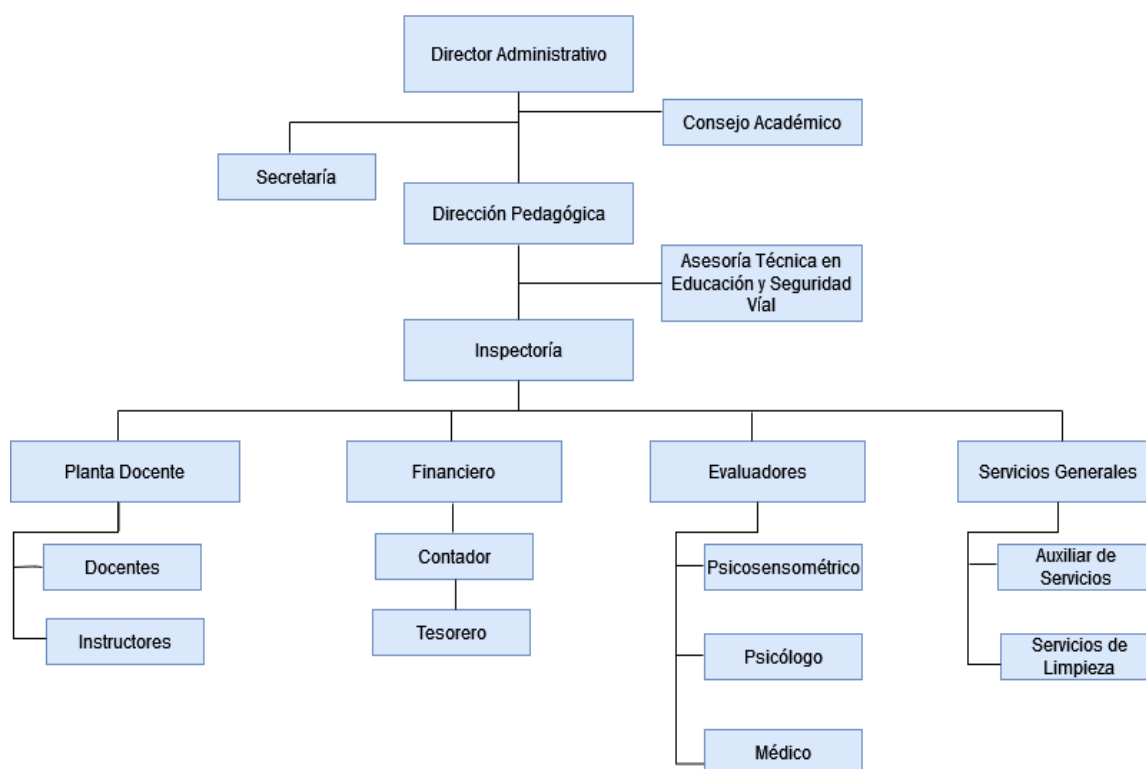 Director Administrativo
Consejo Académico
Secretaría
Dirección Pedagógica
Asesoría Técnica en
Educación y Seguridad
Víal
Inspectoría
Planta Docente
Financiero
Evaluadores
Servicios Generales
Docentes
Contador
Psicosensométrico
Auxiliar de
Servicios
Instructores
Tesorero
Psicólogo
Servicios de
Limpieza
Médico